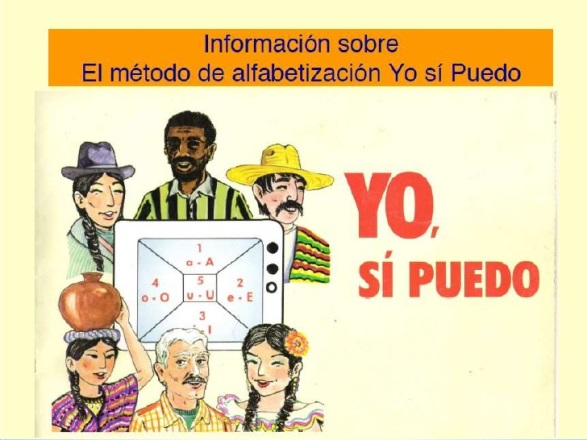 Información sobre
El método de alfabetización Yo sí Puedo
YO,
SÍ PUEDO
1
a - A
4
o - O
5
u - U
2
e - E
3
- I